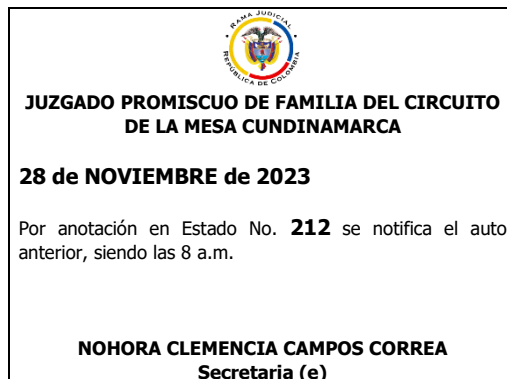 RAMA JUDICIAL
REPÚBLICA DE COLOMBIA
JUZGADO PROMISCUO DE FAMILIA DEL CIRCUITO
DE LA MESA CUNDINAMARCA
28 de NOVIEMBRE de 2023
Por anotación en Estado No. 212 se notifica el auto
anterior, siendo las 8 a.m.
NOHORA CLEMENCIA CAMPOS CORREA
Secretaria (e)